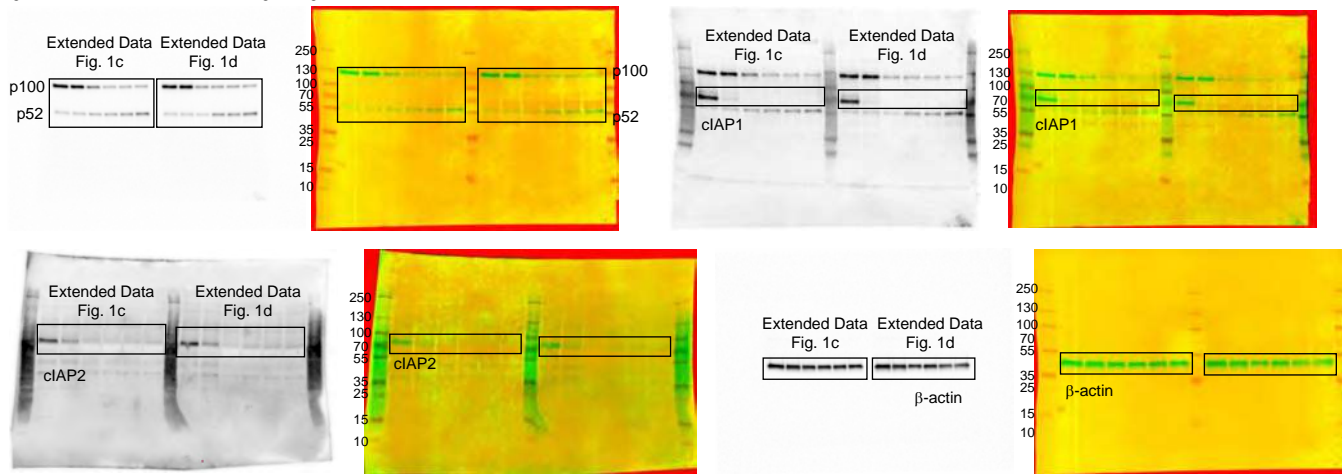 Extended Data
Fig. 1c
Extended Data
Fig. 1d
p100
p52
250
130
100
70
55
35
25
15
10
p100
p52
Extended Data
Fig. 1c
Extended Data
Fig. 1d
cIAP1
250
130
100
70
55
35
25
15
10
cIAP1
Extended Data
Fig. 1c
Extended Data
Fig. 1d
cIAP2
250
130
100
70
55
35
25
15
10
cIAP2
Extended Data
Fig. 1c
Extended Data
Fig. 1d
β-actin
250
130
100
70
55
35
25
15
10
β-actin